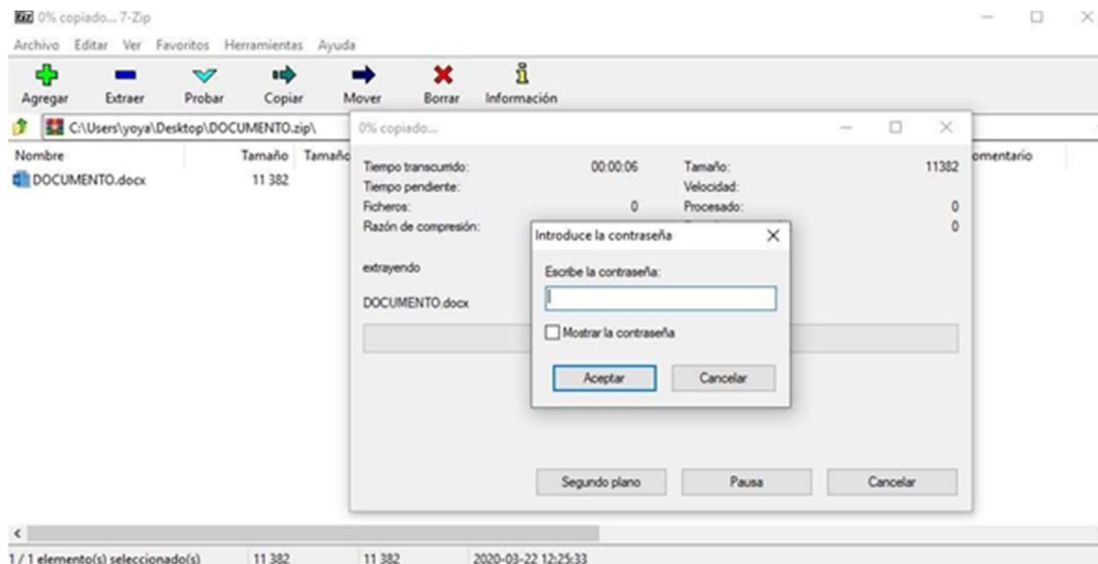 0% copiado... 7-Zip
Archivo Editar Ver Favoritos Herramientas Ayuda
Agregar Extraer Probar Copiar Mover Borrar Información
C:\Users\yoya\Desktop\DOCUMENTO.zip\
Nombre Tamaño Tamaño omentario
DOCUMENTO.docx 11 382
0% copiado...
Tiempo transcurrido: 00:00:06 Tamaño: 11382
Tiempo pendiente: Velocidad:
Ficheros: 0 Procesado: 0
Razón de compresión: 0
extrayendo
DOCUMENTO.docx
Introduce la contraseña
Escribe la contraseña:
Mostrar la contraseña
Aceptar Cancelar
Segundo plano Pausa Cancelar
1 / 1 elemento(s) seleccionado(s) 11 382 11 382 2020-03-22 12:25:33